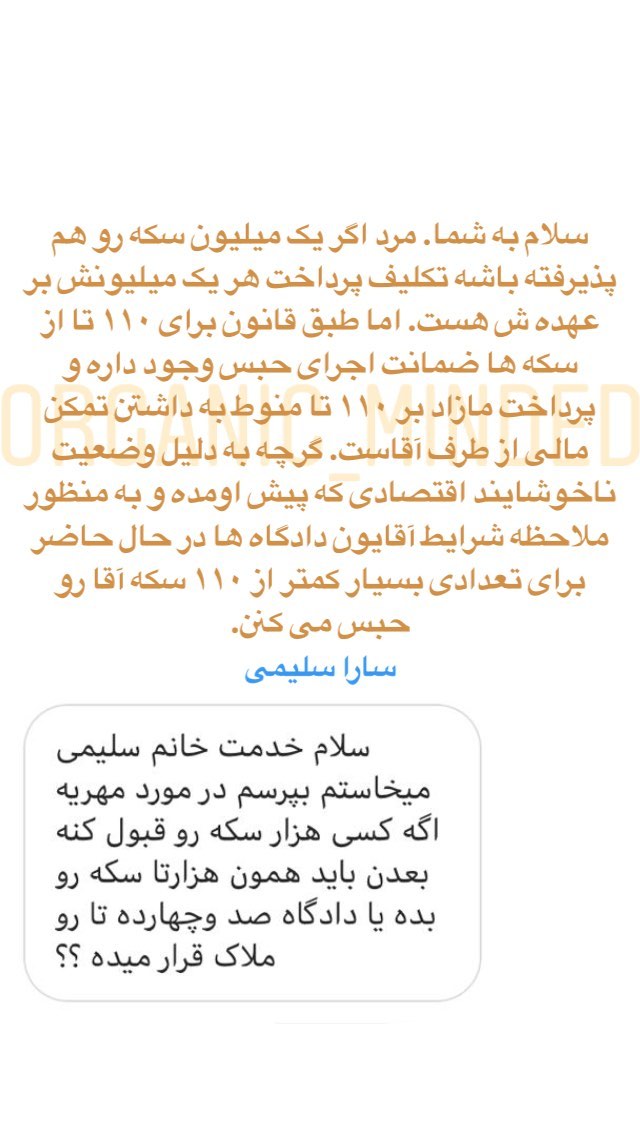 سلام به شما. مرد اگر یک میلیون سکه رو هم
پذیرفته باشه تکلیف پرداخت هر یک میلیونش بر
عهده ش هست. اما طبق قانون برای ۱۱۰ تا از
سکه ها ضمانت اجرای حبس وجود داره و
پرداخت مازاد بر ۱۱۰ تا منوط به داشتن تمکن
مالی از طرف آقاست. گرچه به دلیل وضعیت
ناخوشایند اقتصادی که پیش اومده و به منظور
ملاحظه شرایط آقایون دادگاه ها در حال حاضر
برای تعدادی بسیار کمتر از ۱۱۰ سکه آقا رو
حبس می کنن.
ORGANIC_MINDED
سارا سلیمی
سلام خدمت خانم سلیمی
میخاستم بپرسم در مورد مهریه
اگه کسی هزار سکه رو قبول کنه
بعدن باید همون هزارتا سکه رو
بده یا دادگاه صد وچهارده تا رو
ملاک قرار میده ؟؟